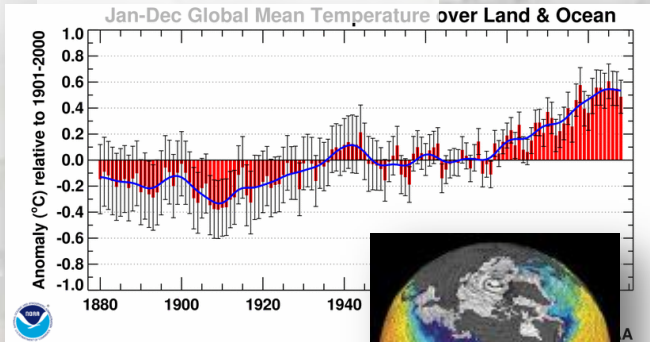 Jan-Dec Global Mean Temperature over Land & Ocean
Anomaly (°C) relative to 1901-2000
1.0
0.8
0.6
0.4
0.2
0.0
-0.2
-0.4
-0.6
-0.8
-1.0
1880 1900 1920 1940
NOAA